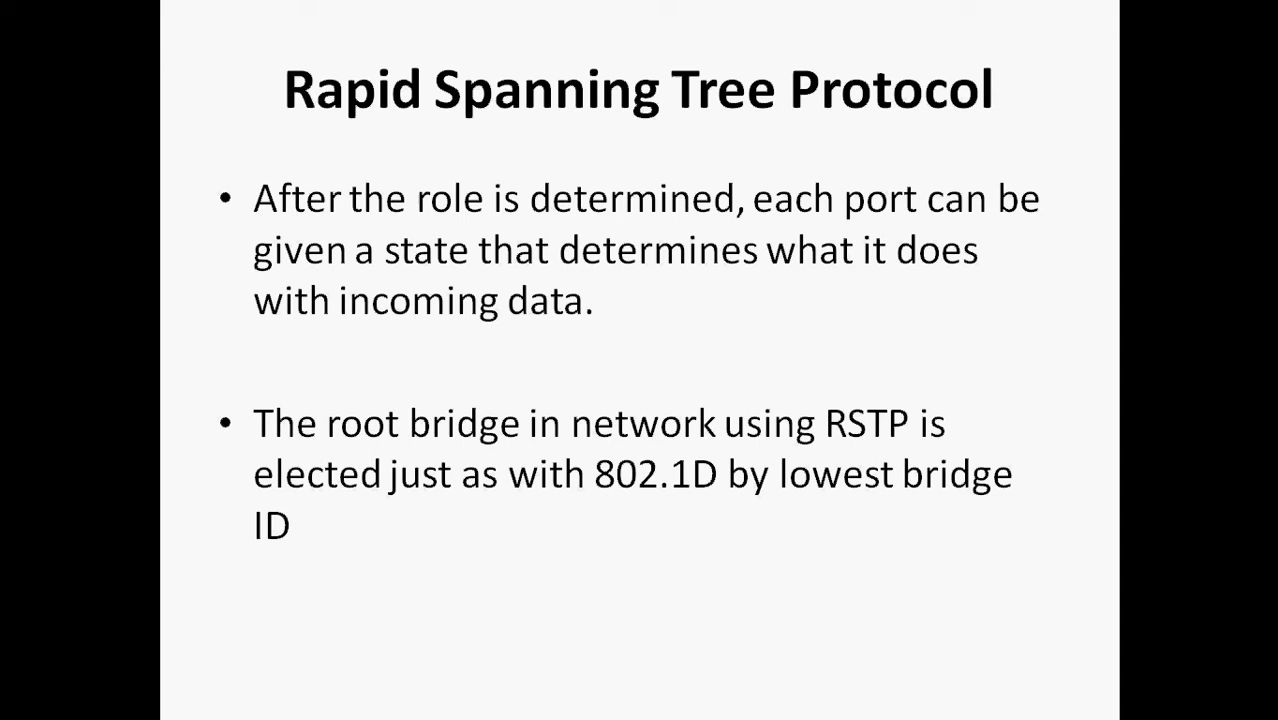 Rapid Spanning Tree Protocol
• After the role is determined, each port can be
given a state that determines what it does
with incoming data.
• The root bridge in network using RSTP is
elected just as with 802.1D by lowest bridge
ID